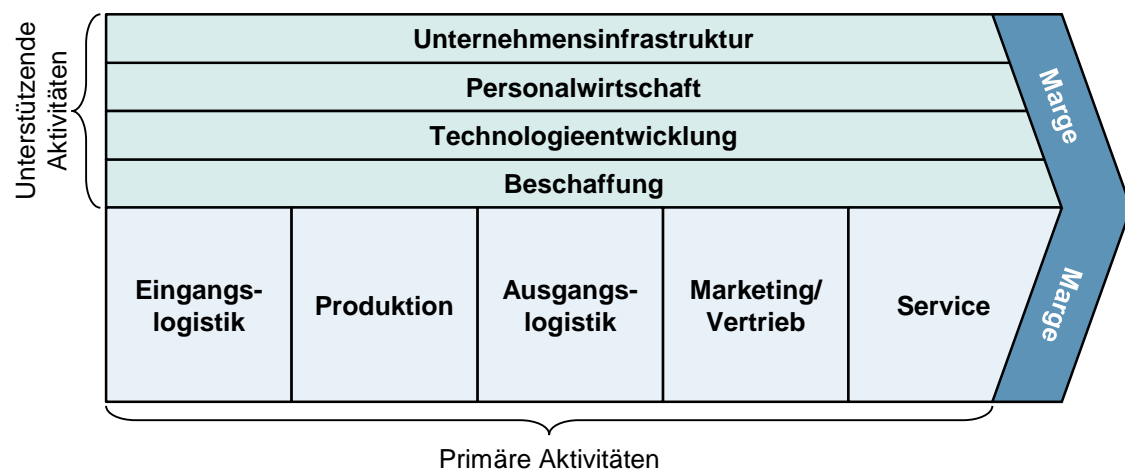 Unterstützende
Aktivitäten
Unternehmensinfrastruktur
Personalwirtschaft
Technologieentwicklung
Beschaffung
Marge
Eingangs-
logistik
Produktion
Ausgangs-
logistik
Marketing/
Vertrieb
Service
Marge
Primäre Aktivitäten